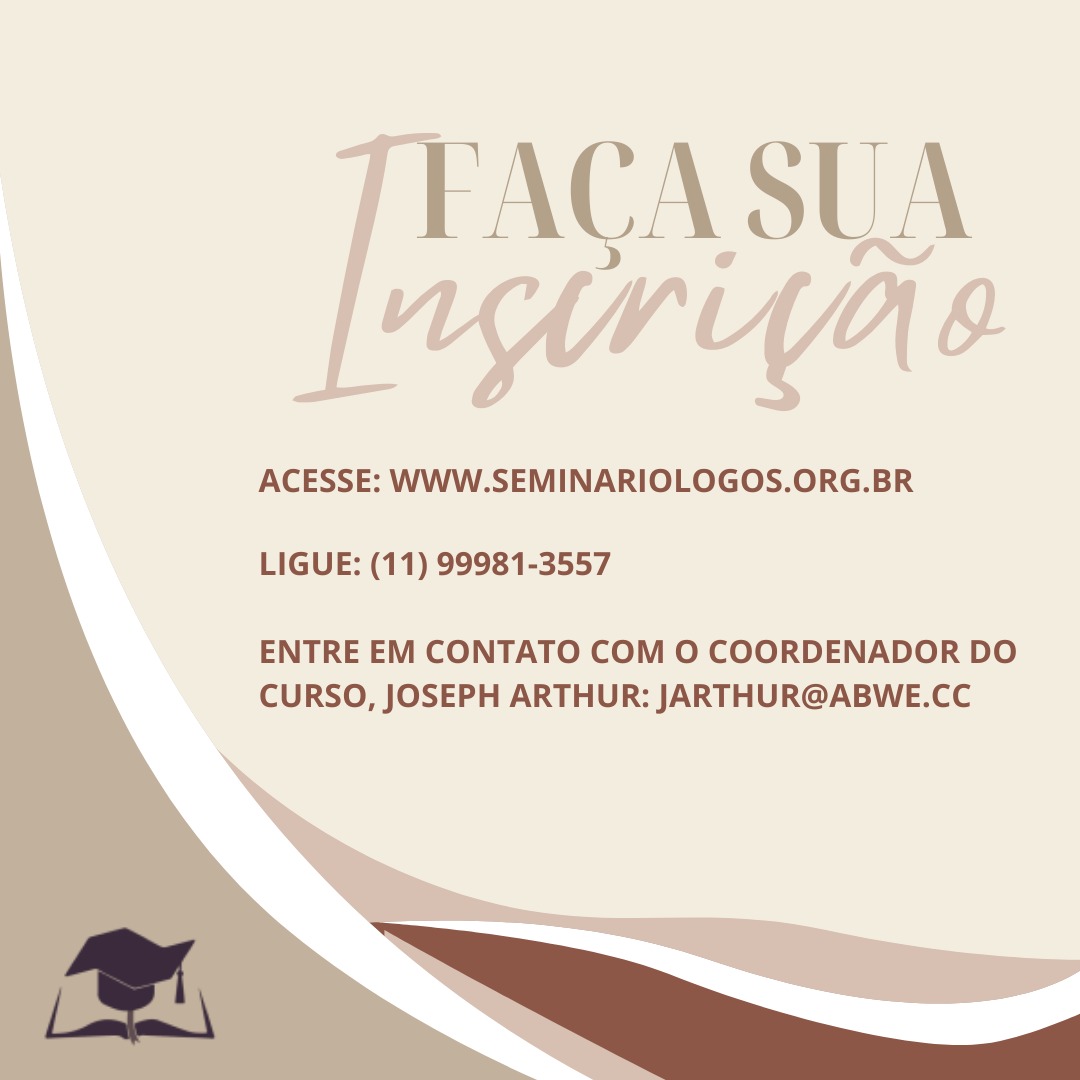 FAÇA SUA
Inscrição
ACESSE: WWW.SEMINARIOLOGOS.ORG.BR
LIGUE: (11) 99981-3557
ENTRE EM CONTATO COM O COORDENADOR DO
CURSO, JOSEPH ARTHUR: JARTHUR@ABWE.CC